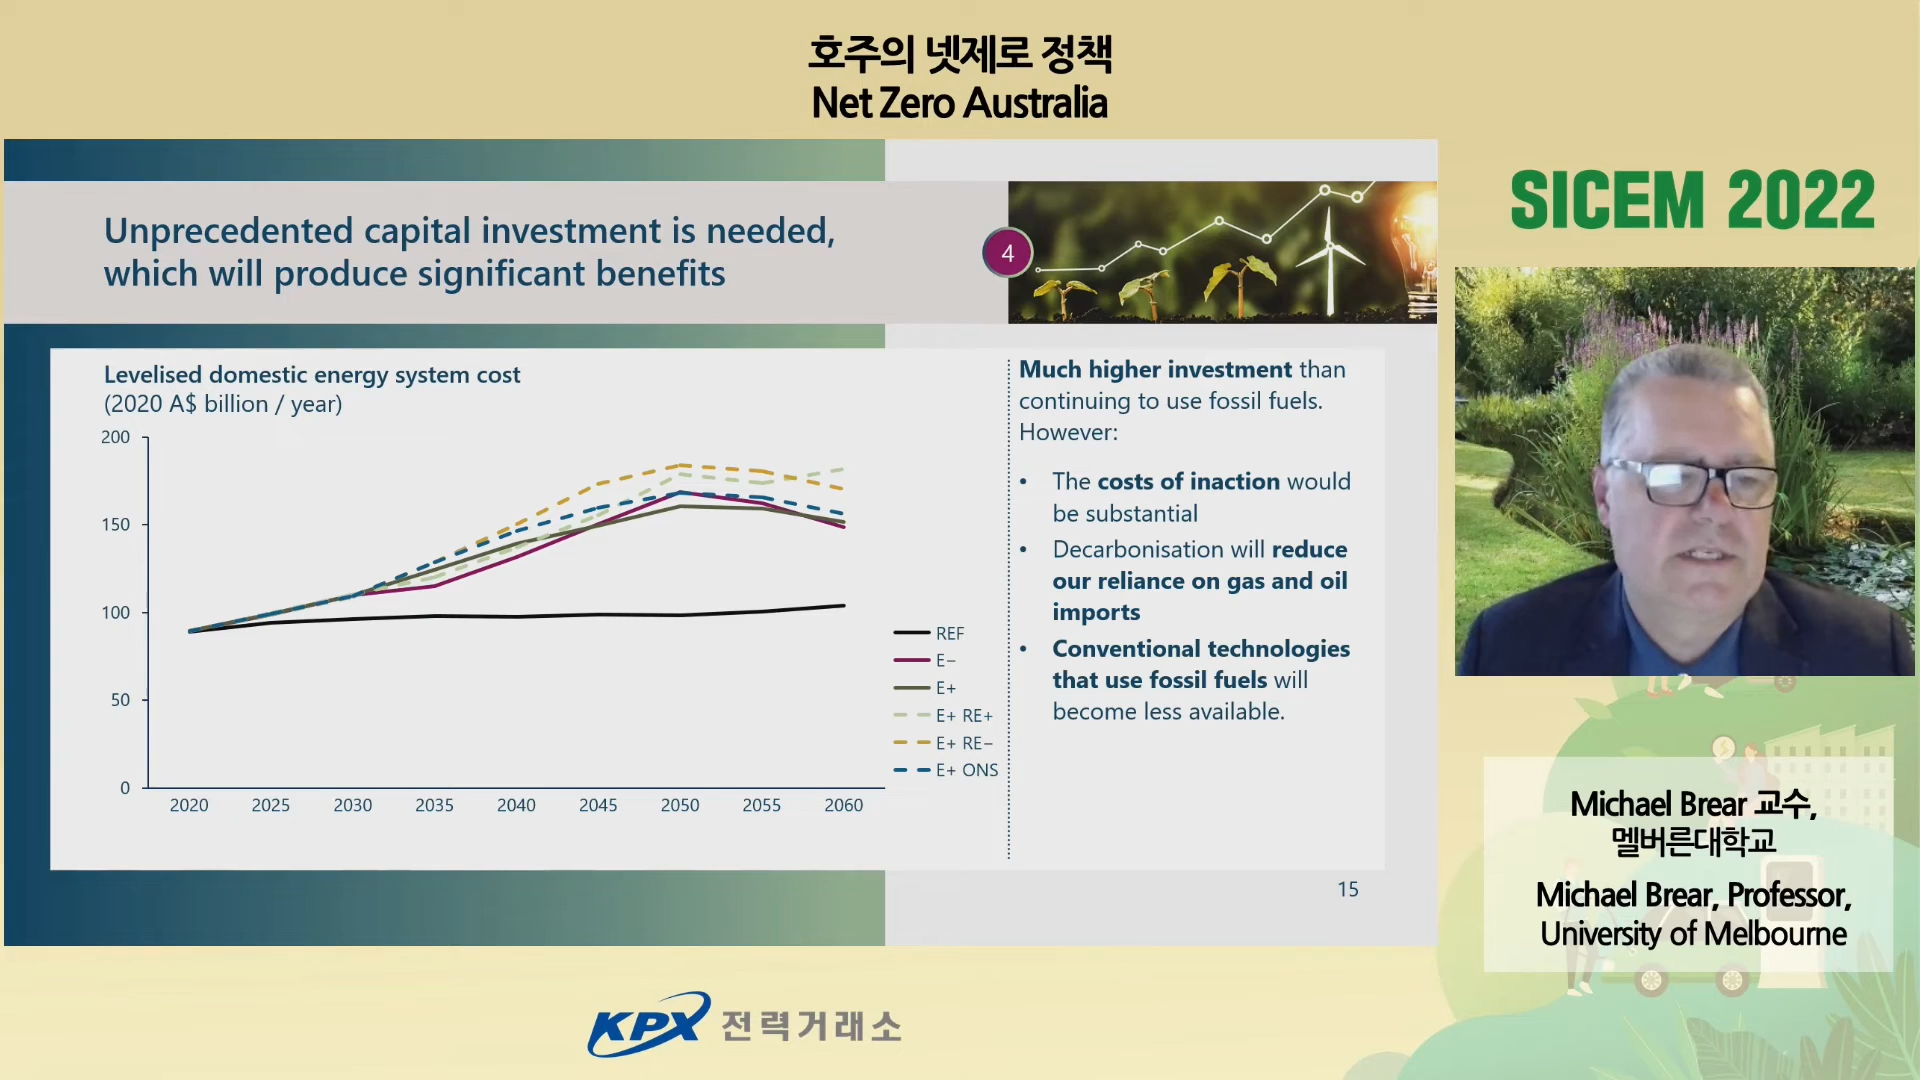 호주의 넷제로 정책
Net Zero Australia
SICEM 2022
Unprecedented capital investment is needed,
which will produce significant benefits
4
Levelised domestic energy system cost
(2020 A$ billion / year)
200
150
100
50
0
2020 2025 2030 2035 2040 2045 2050 2055 2060
REF
E−
E+
E+ RE+
E+ RE−
E+ ONS
Much higher investment than
continuing to use fossil fuels.
However:
• The costs of inaction would
be substantial
• Decarbonisation will reduce
our reliance on gas and oil
imports
• Conventional technologies
that use fossil fuels will
become less available.
15
Michael Brear 교수,
멜버른대학교
Michael Brear, Professor,
University of Melbourne
KPX 전력거래소